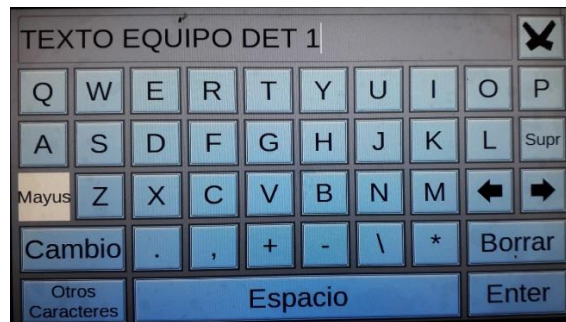 TEXTO EQUIPO DET 1 X
Q W E R T Y U I O P
A S D F G H J K L Supr
Mayus Z X C V B N M
Cambio . , + - \ * Borrar
Otros Caracteres Espacio Enter